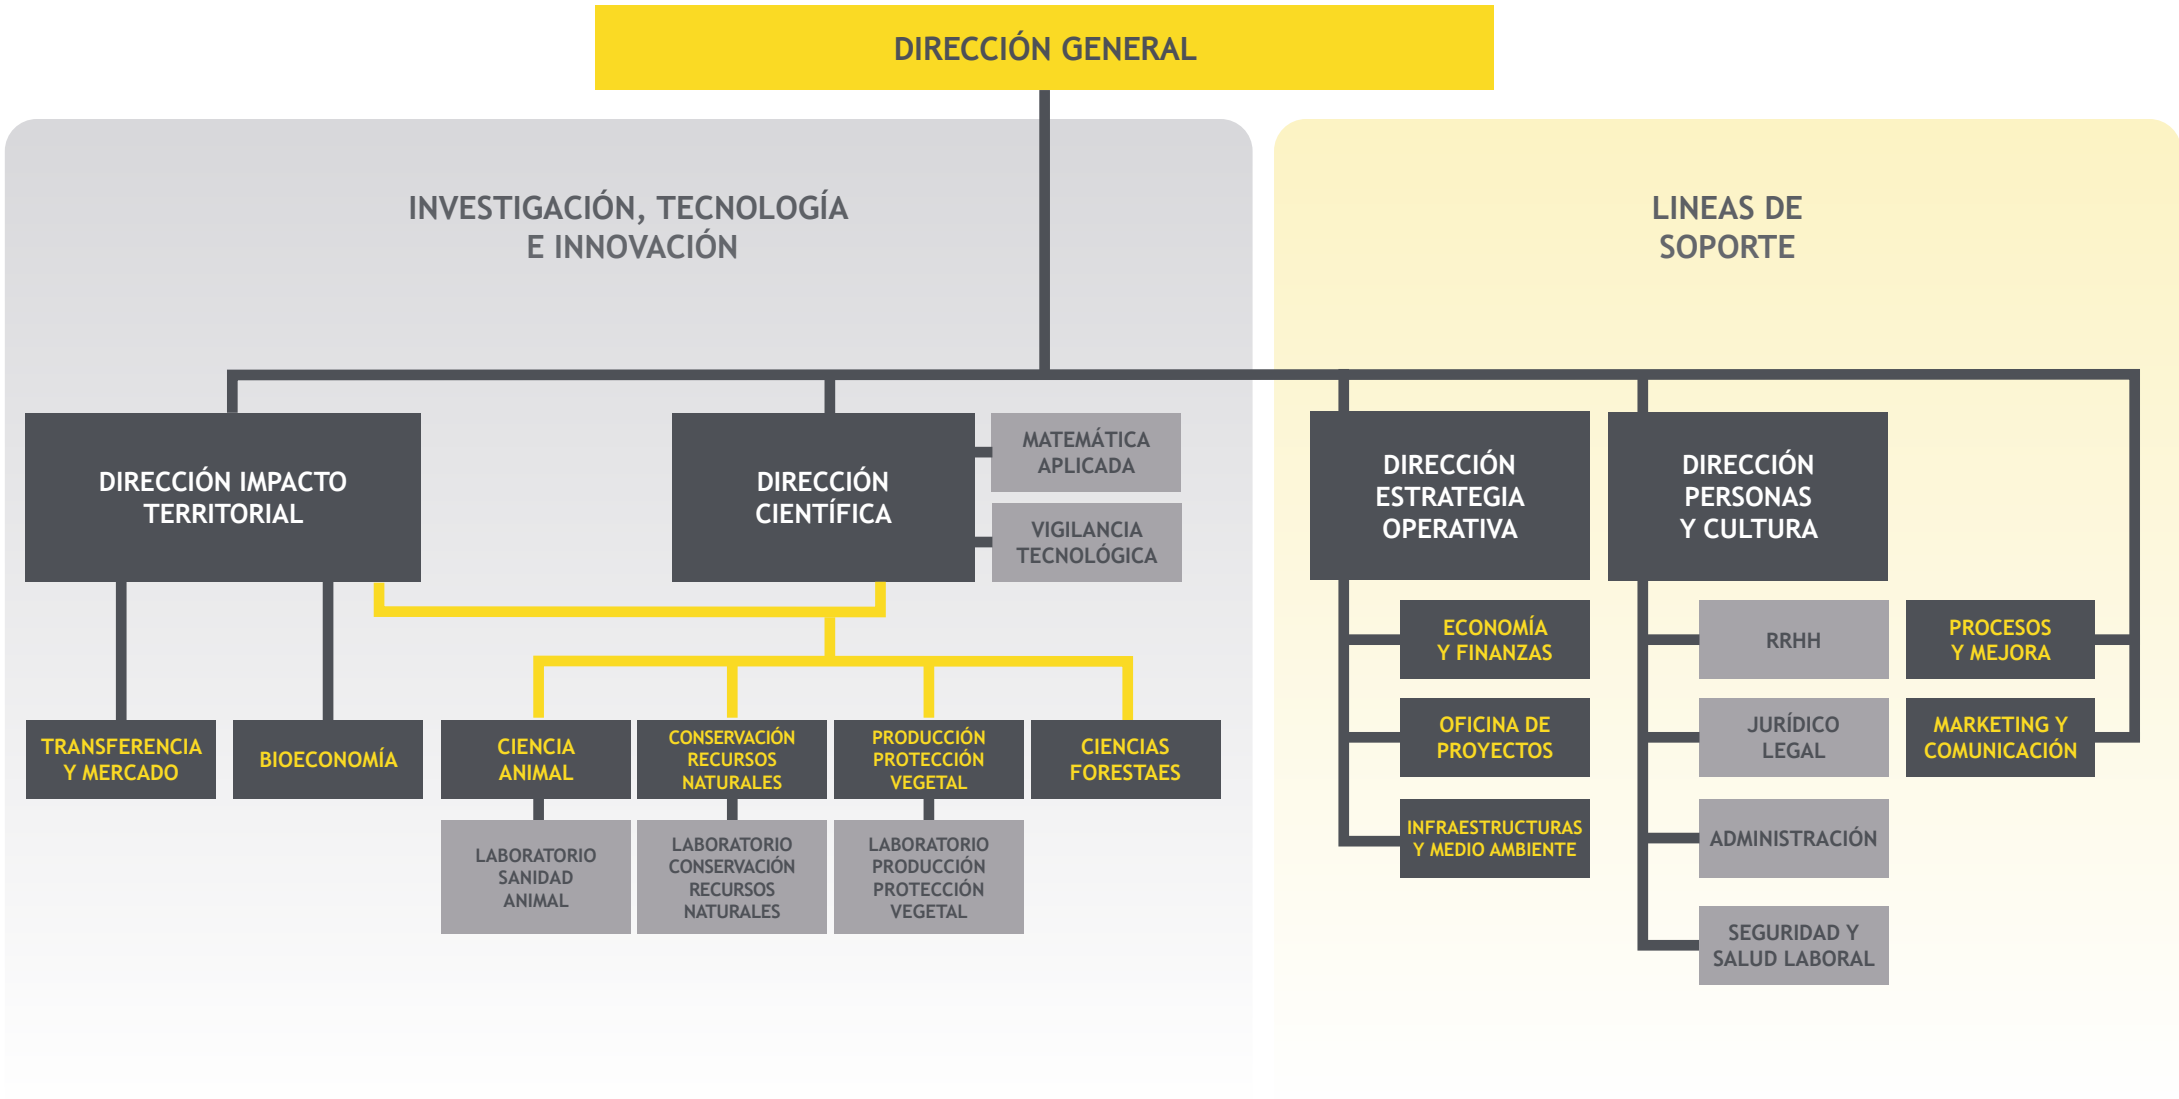 DIRECCIÓN GENERAL
INVESTIGACIÓN, TECNOLOGÍA
E INNOVACIÓN
LINEAS DE
SOPORTE
DIRECCIÓN IMPACTO
TERRITORIAL
DIRECCIÓN
CIENTÍFICA
MATEMÁTICA
APLICADA
VIGILANCIA
TECNOLÓGICA
DIRECCIÓN
ESTRATEGIA
OPERATIVA
DIRECCIÓN
PERSONAS
Y CULTURA
TRANSFERENCIA
Y MERCADO
BIOECONOMÍA
CIENCIA
ANIMAL
CONSERVACIÓN
RECURSOS
NATURALES
PRODUCCIÓN
PROTECCIÓN
VEGETAL
CIENCIAS
FORESTAES
LABORATORIO
SANIDAD
ANIMAL
LABORATORIO
CONSERVACIÓN
RECURSOS
NATURALES
LABORATORIO
PRODUCCIÓN
PROTECCIÓN
VEGETAL
ECONOMÍA
Y FINANZAS
OFICINA DE
PROYECTOS
INFRAESTRUCTURAS
Y MEDIO AMBIENTE
RRHH
JURÍDICO
LEGAL
ADMINISTRACIÓN
SEGURIDAD Y
SALUD LABORAL
PROCESOS
Y MEJORA
MARKETING Y
COMUNICACIÓN